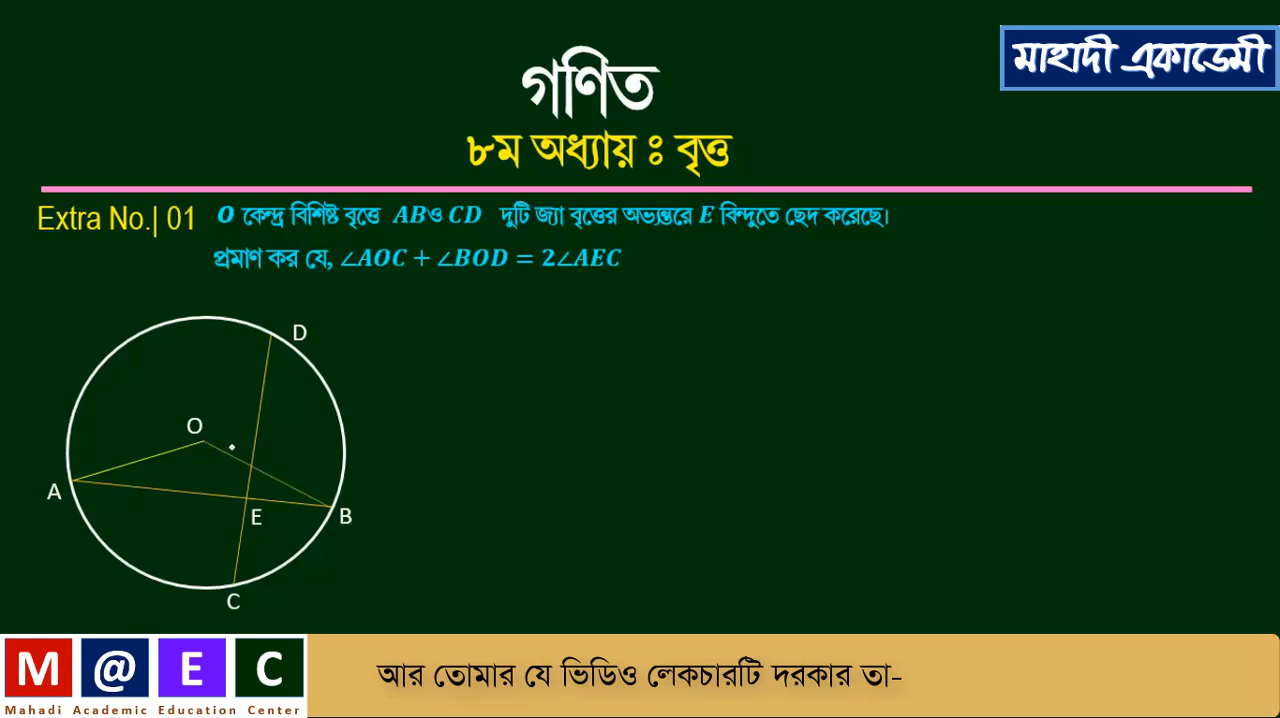 মাহাদী একাডেমী
গণিত
৮ম অধ্যায় ঃ বৃত্ত
Extra No.| 01 O কেন্দ্র বিশিষ্ট বৃত্তে AB ও CD দুটি জ্যা বৃত্তের অভ্যন্তরে E বিন্দুতে ছেদ করেছে।
প্রমাণ কর যে, ∠AOC + ∠BOD = 2∠AEC
D
O
A
E
B
C
M @ E C
Mahadi Academic Education Center
আর তোমার যে ভিডিও লেকচারটি দরকার তা-